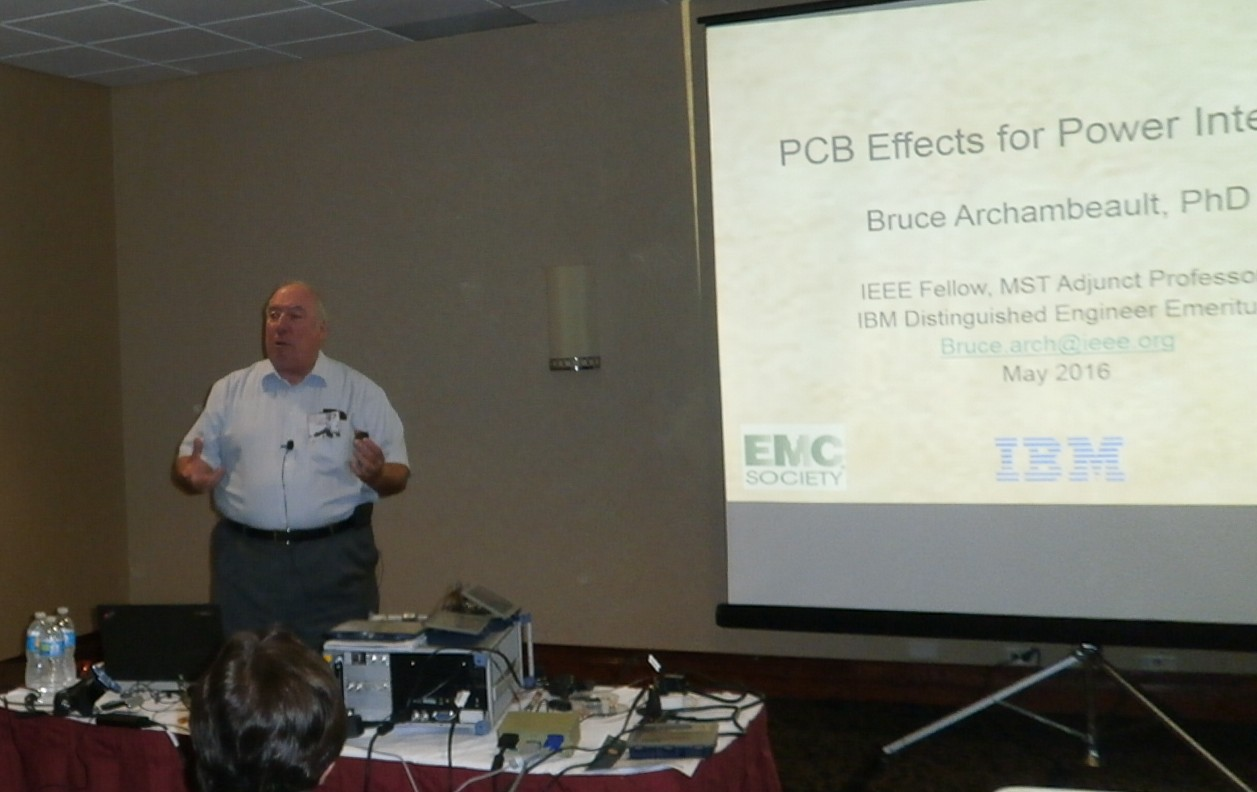 PCB Effects for Power Inte
Bruce Archambeault, PhD
IEEE Fellow, MST Adjunct Professo
IBM Distinguished Engineer Emeritu
Bruce.arch@ieee.org
May 2016
EMC
SOCIETY
IBM